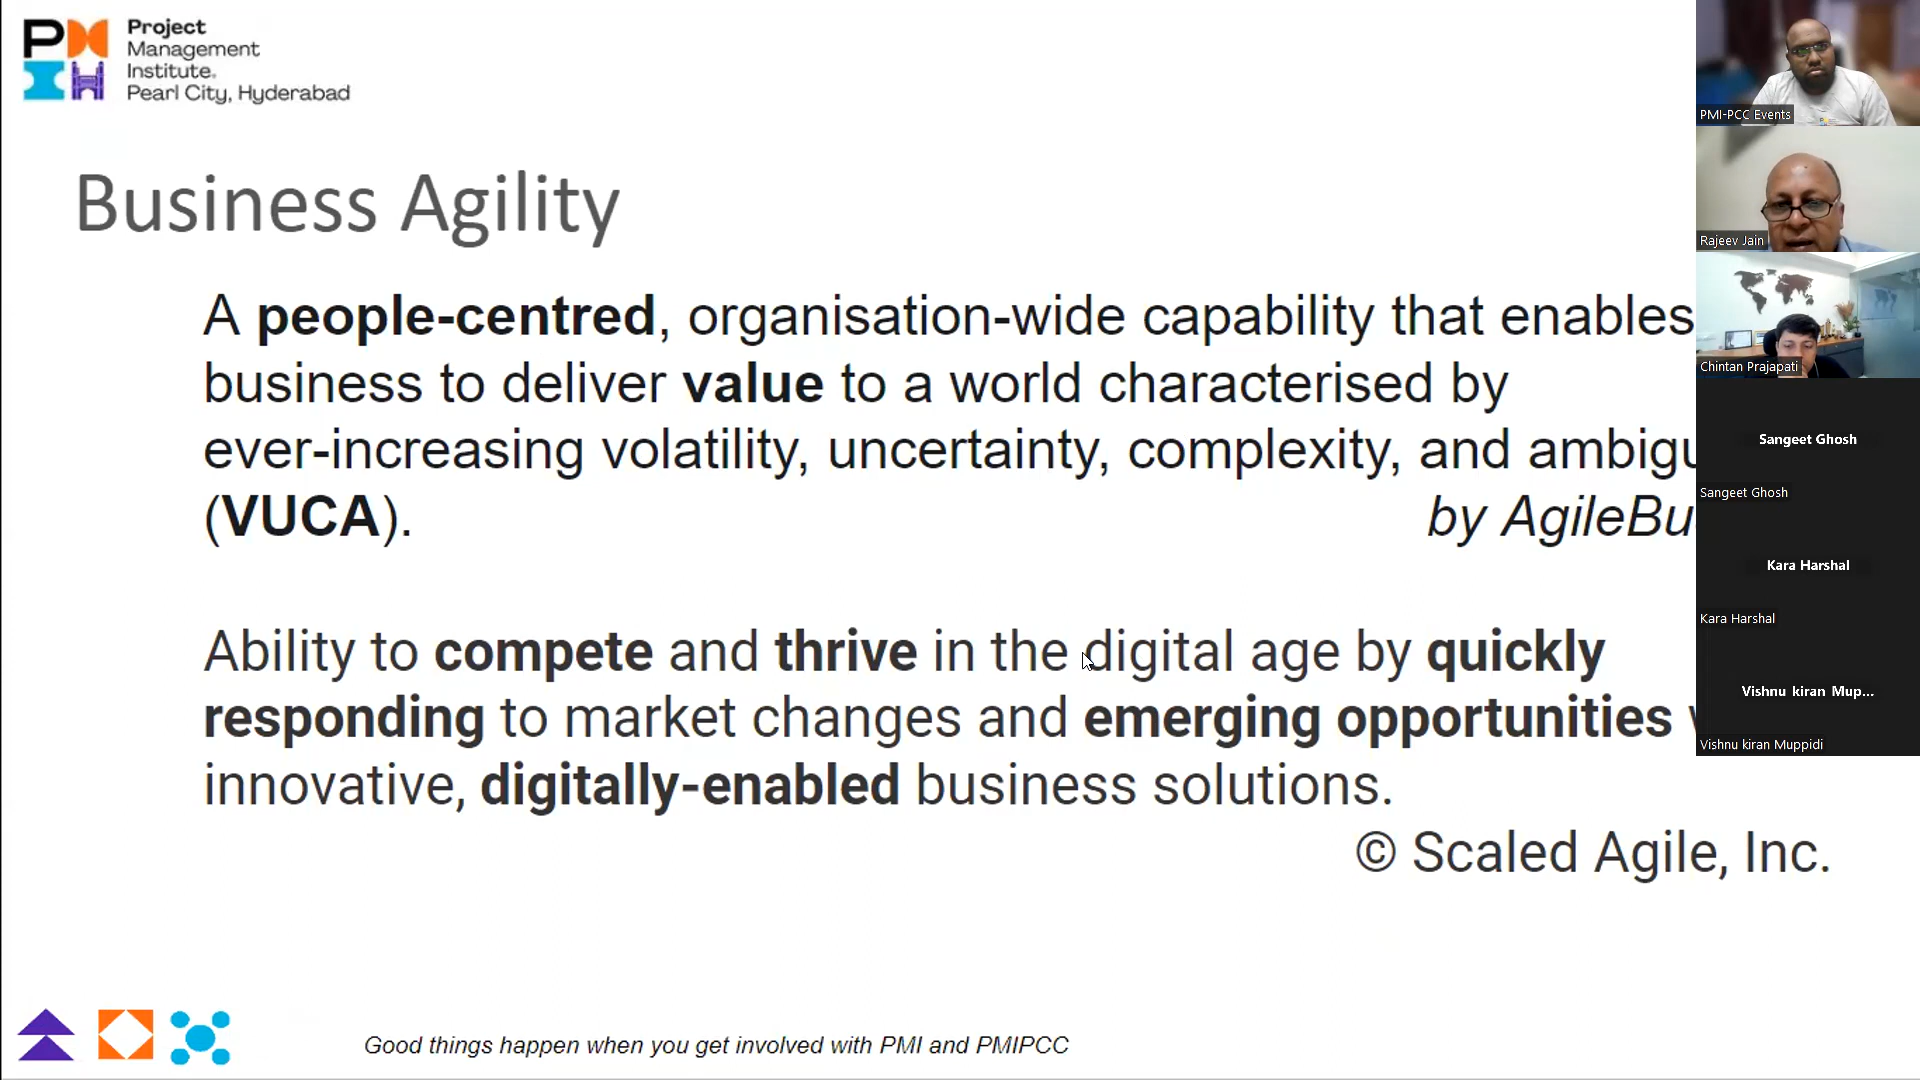 Project
Management
Institute.
Pearl City, Hyderabad
Business Agility
A people-centred, organisation-wide capability that enables
business to deliver value to a world characterised by
ever-increasing volatility, uncertainty, complexity, and
(VUCA). by
Ability to compete and thrive in the digital age by quickly
responding to market changes and emerging opportunities
innovative, digitally-enabled business solutions.
© Scaled Agile, Inc.
Good things happen when you get involved with PMI and PMIPCC
PMI-PCC Events
Rajeev Jain
Chintan Prajapati
Sangeet Ghosh
Sangeet Ghosh
Kara Harshal
Kara Harshal
Vishnu kiran Mup...
Vishnu kiran Muppidi